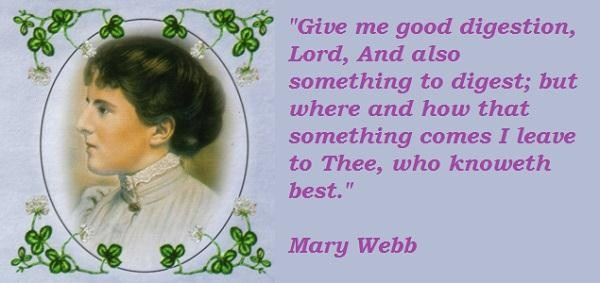 "Give me good digestion,
Lord, And also
something to digest; but
where and how that
something comes I leave
to Thee, who knoweth
best."
Mary Webb